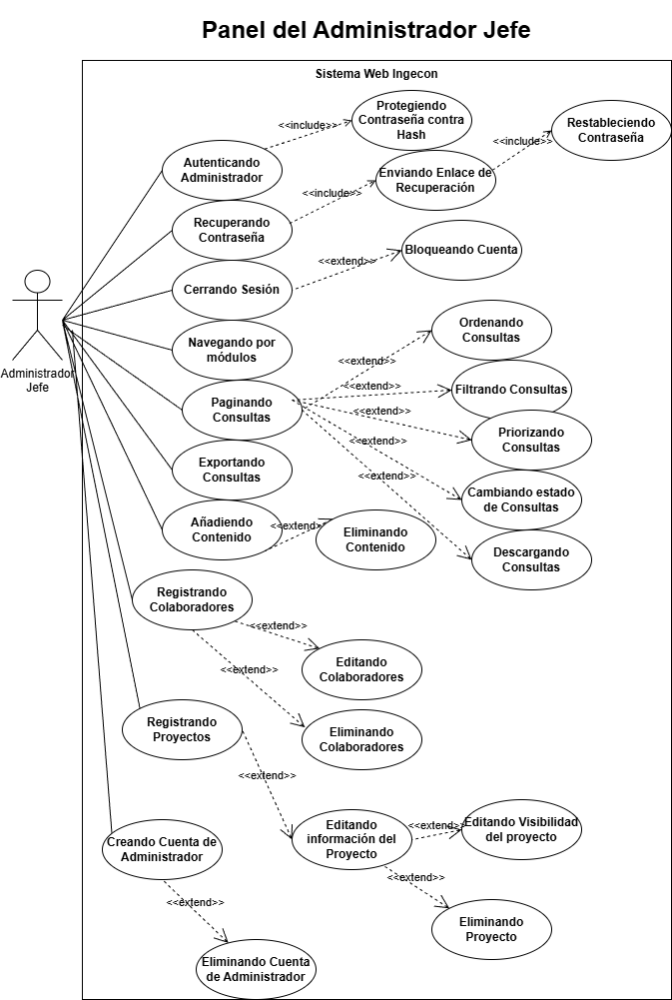 Panel del Administrador Jefe
Sistema Web Ingecon
Protegiendo
Contraseña contra
Hash
<<include>>
Restableciendo
Contraseña
<<include>>
Autenticando
Administrador
Enviando Enlace de
Recuperación
<<include>>
Recuperando
Contraseña
Bloqueando Cuenta
<<extend>>
Cerrando Sesión
Administrador
Jefe
Navegando por
módulos
Ordenando
Consultas
<<extend>>
Filtrando Consultas
<<extend>>
Paginando
Consultas
<<extend>>
Priorizando
Consultas
<<extend>>
Exportando
Consultas
<<extend>>
Cambiando estado
de Consultas
Añadiendo
Contenido
<<extend>>
Eliminando
Contenido
Descargando
Consultas
Registrando
Colaboradores
<<extend>>
Editando
Colaboradores
<<extend>>
Registrando
Proyectos
Eliminando
Colaboradores
<<extend>>
Editando
información del
Proyecto
<<extend>>
Editando Visibilidad
del proyecto
Creando Cuenta de
Administrador
<<extend>>
<<extend>>
Eliminando
Proyecto
Eliminando Cuenta
de Administrador